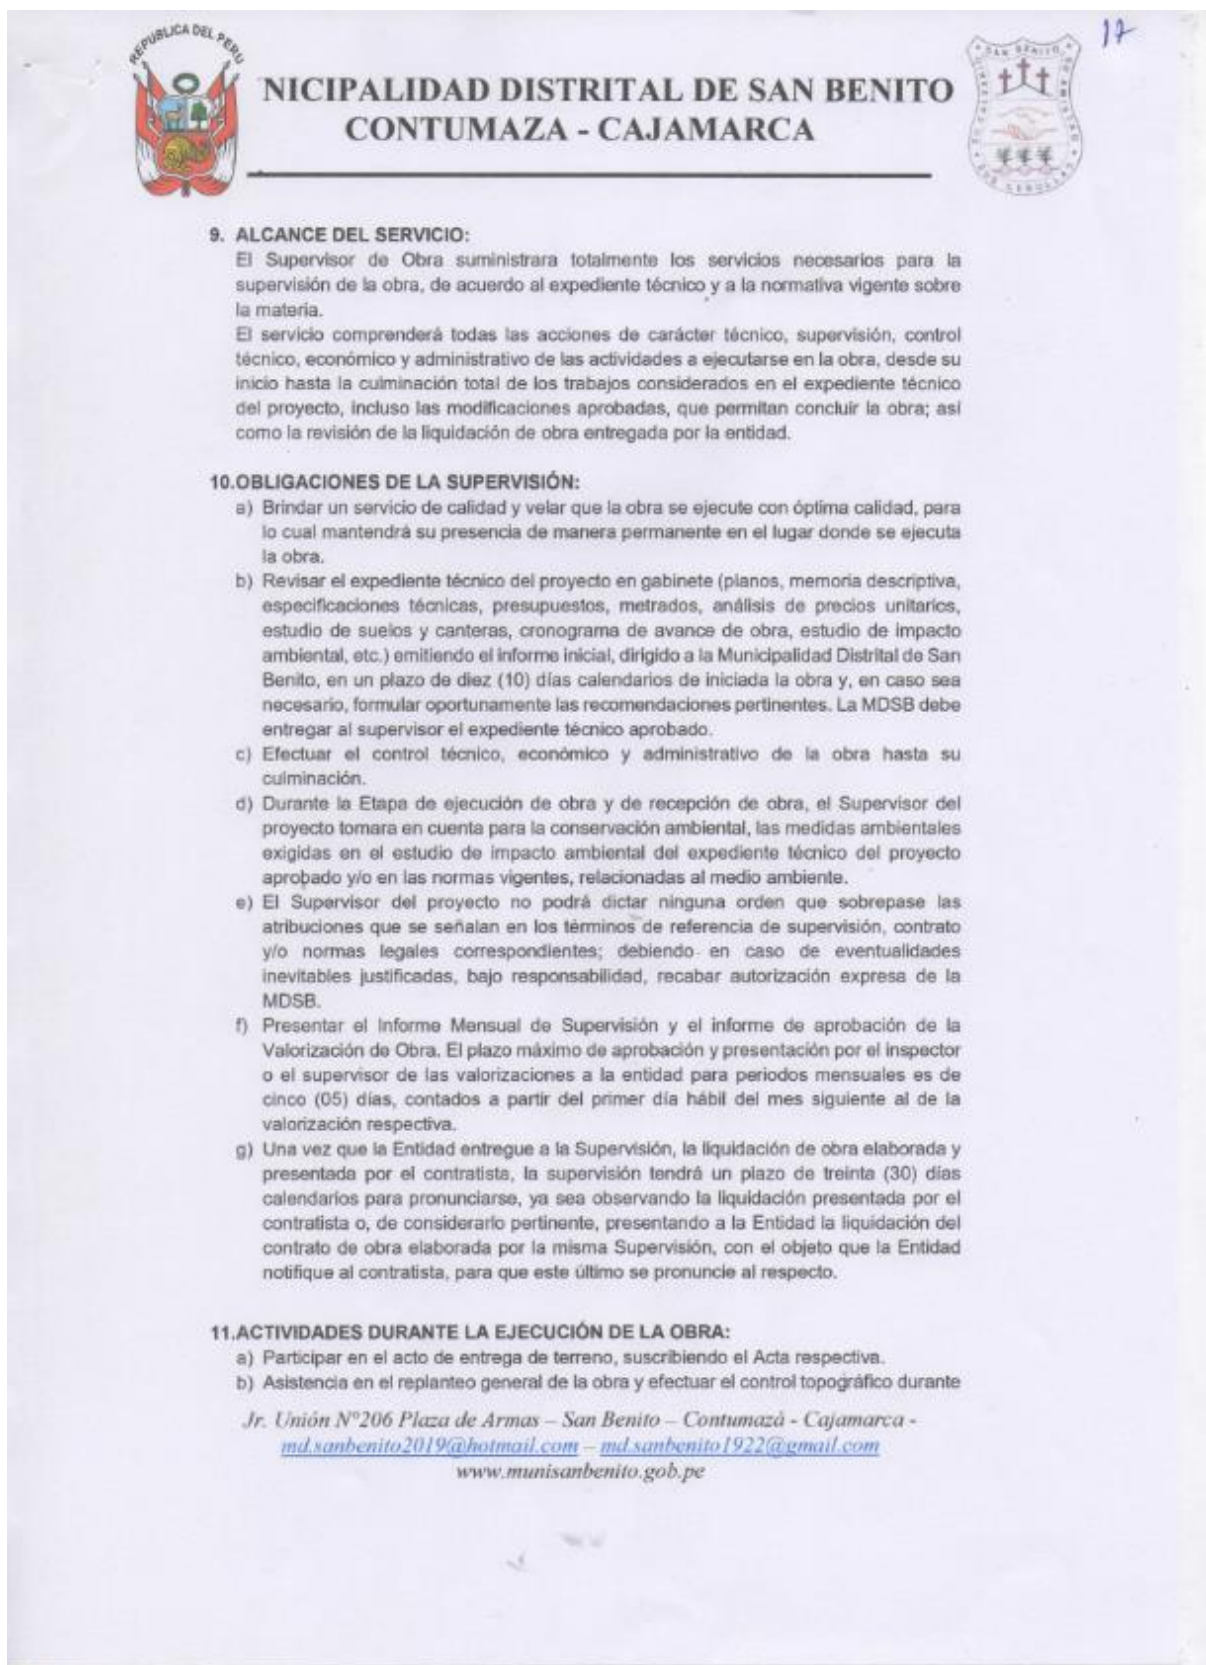 17
REPUBLICA DEL PERU
SAN BENITO
NICIPALIDAD DISTRITAL DE SAN BENITO
CONTUMAZA - CAJAMARCA
9. ALCANCE DEL SERVICIO:
El Supervisor de Obra suministrara totalmente los servicios necesarios para la
supervisión de la obra, de acuerdo al expediente técnico y a la normativa vigente sobre
la materia.
El servicio comprenderá todas las acciones de carácter técnico, supervisión, control
técnico, económico y administrativo de las actividades a ejecutarse en la obra, desde su
inicio hasta la culminación total de los trabajos considerados en el expediente técnico
del proyecto, incluso las modificaciones aprobadas, que permitan concluir la obra; así
como la revisión de la liquidación de obra entregada por la entidad.
10.OBLIGACIONES DE LA SUPERVISIÓN:
a) Brindar un servicio de calidad y velar que la obra se ejecute con óptima calidad, para
lo cual mantendrá su presencia de manera permanente en el lugar donde se ejecuta
la obra.
b) Revisar el expediente técnico del proyecto en gabinete (planos, memoria descriptiva,
especificaciones técnicas, presupuestos, metrados, análisis de precios unitarios,
estudio de suelos y canteras, cronograma de avance de obra, estudio de impacto
ambiental, etc.) emitiendo el informe inicial, dirigido a la Municipalidad Distrital de San
Benito, en un plazo de diez (10) días calendarios de iniciada la obra y, en caso sea
necesario, formular oportunamente las recomendaciones pertinentes. La MDSB debe
entregar al supervisor el expediente técnico aprobado.
c) Efectuar el control técnico, económico y administrativo de la obra hasta su
culminación.
d) Durante la Etapa de ejecución de obra y de recepción de obra, el Supervisor del
proyecto tomara en cuenta para la conservación ambiental, las medidas ambientales
exigidas en el estudio de impacto ambiental del expediente técnico del proyecto
aprobado y/o en las normas vigentes, relacionadas al medio ambiente.
e) El Supervisor del proyecto no podrá dictar ninguna orden que sobrepase las
atribuciones que se señalan en los términos de referencia de supervisión, contrato
y/o normas legales correspondientes; debiendo en caso de eventualidades
inevitables justificadas, bajo responsabilidad, recabar autorización expresa de la
MDSB.
f) Presentar el Informe Mensual de Supervisión y el informe de aprobación de la
Valorización de Obra. El plazo máximo de aprobación y presentación por el inspector
o el supervisor de las valorizaciones a la entidad para periodos mensuales es de
cinco (05) días, contados a partir del primer día hábil del mes siguiente al de la
valorización respectiva.
g) Una vez que la Entidad entregue a la Supervisión, la liquidación de obra elaborada y
presentada por el contratista, la supervisión tendrá un plazo de treinta (30) días
calendarios para pronunciarse, ya sea observando la liquidación presentada por el
contratista o, de considerarlo pertinente, presentando a la Entidad la liquidación del
contrato de obra elaborada por la misma Supervisión, con el objeto que la Entidad
notifique al contratista, para que este último se pronuncie al respecto.
11.ACTIVIDADES DURANTE LA EJECUCIÓN DE LA OBRA:
a) Participar en el acto de entrega de terreno, suscribiendo el Acta respectiva.
b) Asistencia en el replanteo general de la obra y efectuar el control topográfico durante
Jr. Unión N°206 Plaza de Armas – San Benito – Contumazá - Cajamarca -
md.sanbenito2019@hotmail.com – md.sanbenito1922@gmail.com
www.munisanbenito.gob.pe